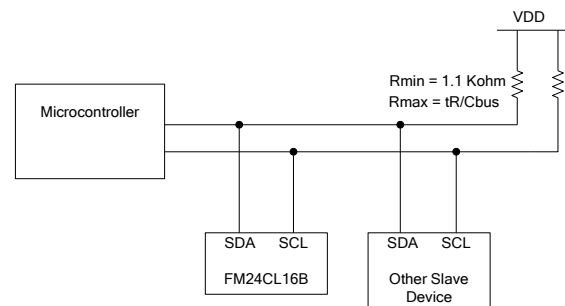 VDD
Rmin = 1.1 Kohm
Rmax = tR/Cbus
Microcontroller
SDA SCL
SDA SCL
FM24CL16B
Other Slave
Device